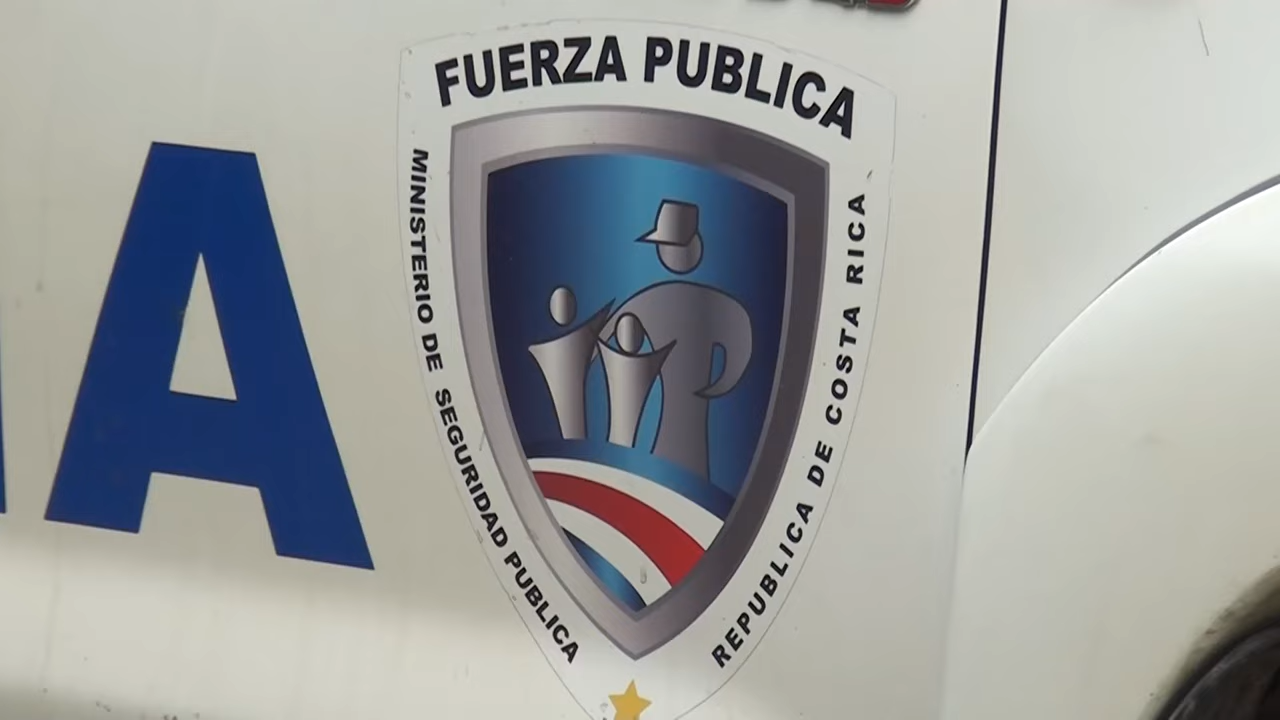 FUERZA PUBLICA
MINISTERIO DE SEGURIDAD PUBLICA
REPUBLICA DE COSTA RICA
A